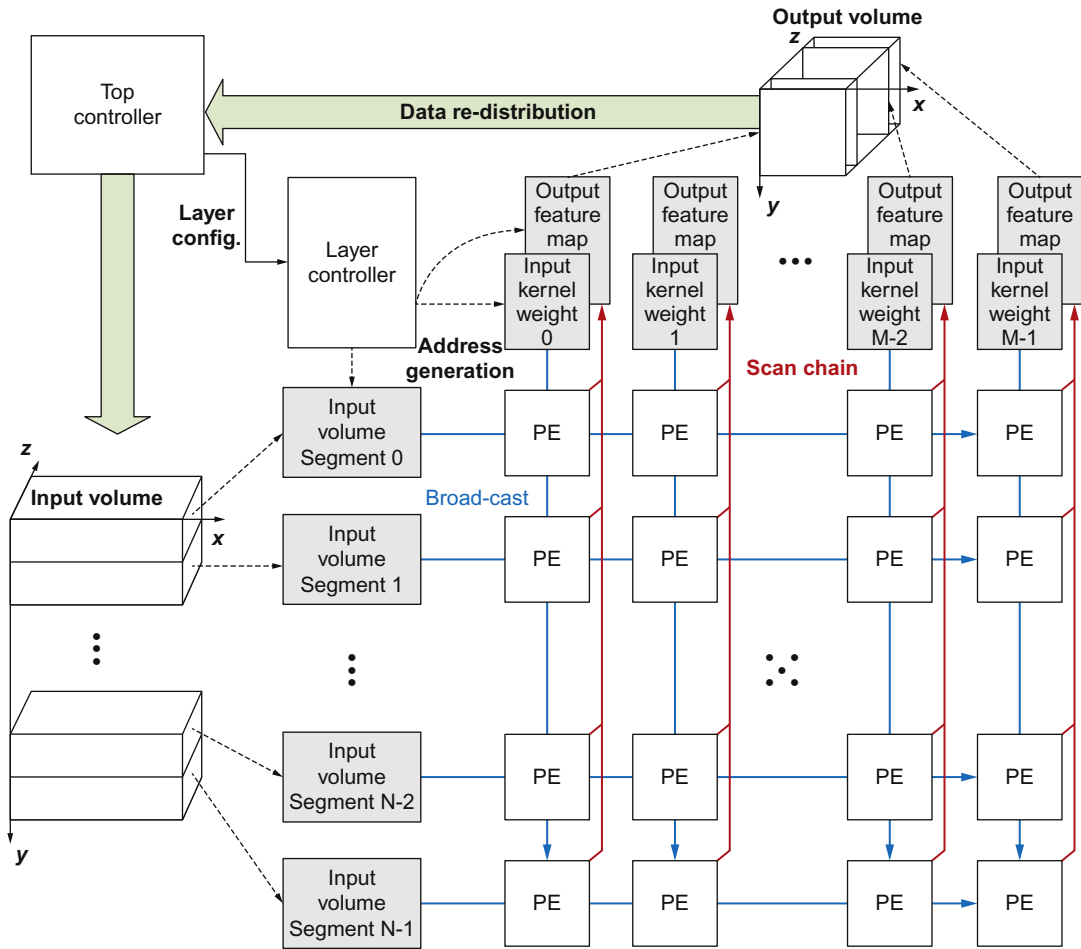 Output volume
z
x
y
Top
controller
Data re-distribution
Layer
config.
Layer
controller
Output
feature
map
Output
feature
map
Output
feature
map
Output
feature
map
Input
kernel
weight
0
Input
kernel
weight
1
Input
kernel
weight
M-2
Input
kernel
weight
M-1
Address
generation
Scan chain
Input
volume
Segment 0
PE
PE
PE
PE
z
Input volume
x
Broad-cast
Input
volume
Segment 1
PE
PE
PE
PE
Input
volume
Segment N-2
PE
PE
PE
PE
y
Input
volume
Segment N-1
PE
PE
PE
PE